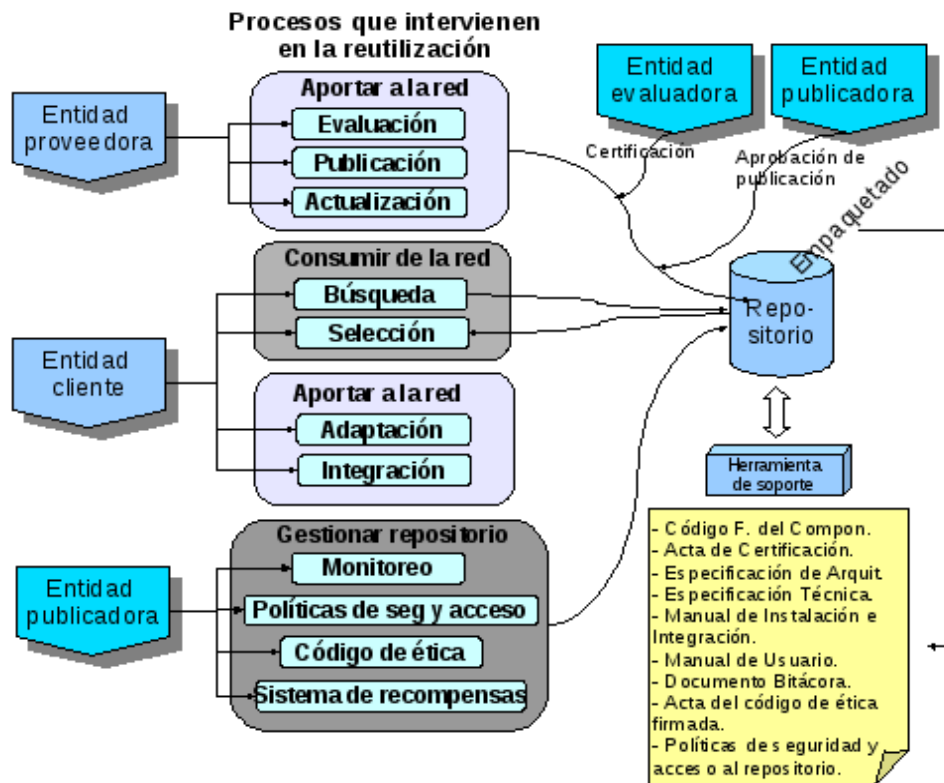 Procesos que intervienen
en la reutilización
Entidad
proveedora
Aportar a la red
Evaluación
Publicación
Actualización
Entidad
evaluadora
Entidad
publicadora
Certificación
Aprobación de
publicación
Empaquetado
Entidad
cliente
Consumir de la red
Búsqueda
Selección
Aportar a la red
Adaptación
Integración
Repo-
sitorio
Herramienta
de soporte
Entidad
publicadora
Gestionar repositorio
Monitoreo
Políticas de seg y acceso
Código de ética
Sistema de recompensas
- Código F. del Compon.
- Acta de Certificación.
- Especificación de Arquit.
- Especificación Técnica.
- Manual de Instalación e
Integración.
- Manual de Usuario.
- Documento Bitácora.
- Acta del código de ética
firmada.
- Políticas de seguridad y
acceso al repositorio.